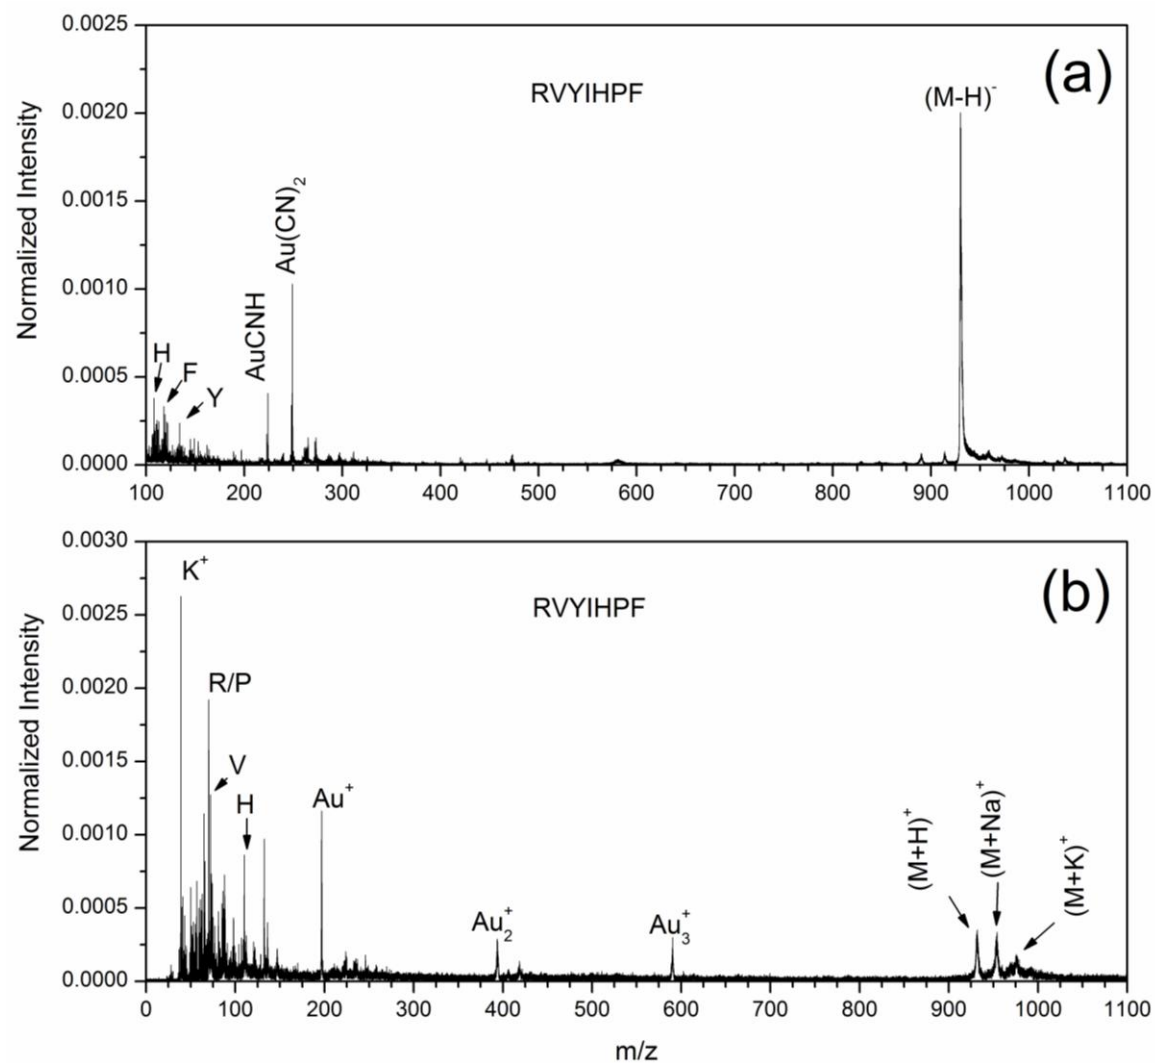 (a)
RVYIHPF
(M-H)⁻
Normalized Intensity
0.0025
0.0020
0.0015
0.0010
0.0005
0.0000
H
F
Y
AuCNH
Au(CN)₂
100 200 300 400 500 600 700 800 900 1000 1100
(b)
RVYIHPF
Normalized Intensity
0.0030
0.0025
0.0020
0.0015
0.0010
0.0005
0.0000
K⁺
R/P
V
H
Au⁺
Au₂⁺
Au₃⁺
(M+H)⁺
(M+Na)⁺
(M+K)⁺
0 100 200 300 400 500 600 700 800 900 1000 1100
m/z